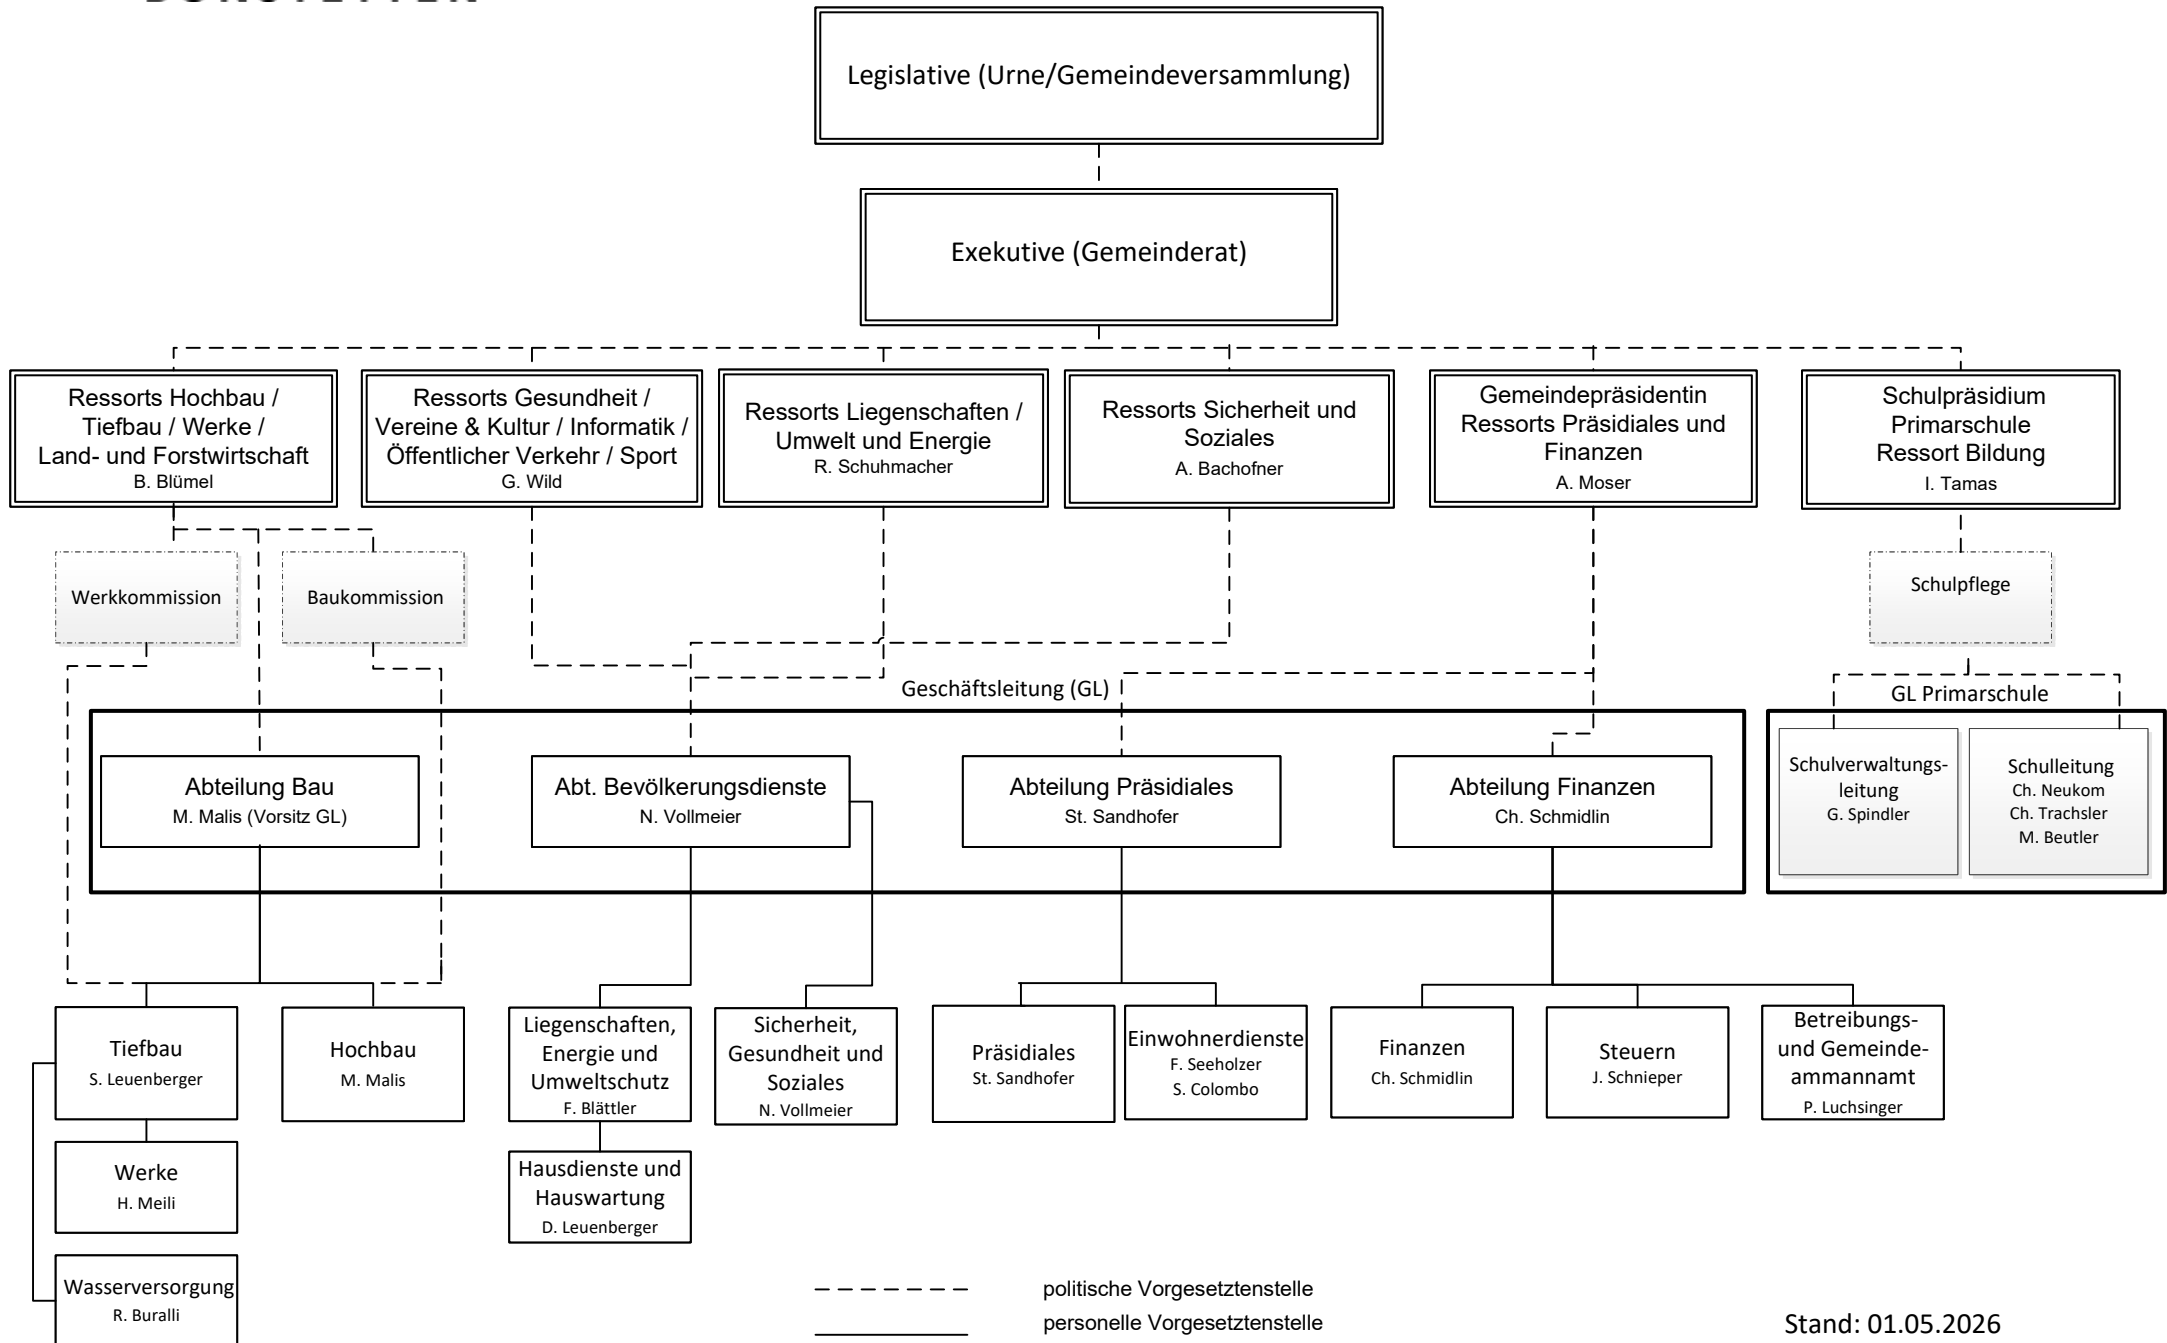 Legislative (Urne/Gemeindeversammlung)
Exekutive (Gemeinderat)
Ressorts Hochbau /
Tiefbau / Werke /
Land- und Forstwirtschaft
B. Blümel
Ressorts Gesundheit /
Vereine & Kultur / Informatik /
Öffentlicher Verkehr / Sport
G. Wild
Ressorts Liegenschaften /
Umwelt und Energie
R. Schuhmacher
Ressorts Sicherheit und
Soziales
A. Bachofner
Gemeindepräsidentin
Ressorts Präsidiales und
Finanzen
A. Moser
Schulpräsidium
Primarschule
Ressort Bildung
I. Tamas
Werkkommission
Baukommission
Schulpflege
Geschäftsleitung (GL)
GL Primarschule
Abteilung Bau
M. Malis (Vorsitz GL)
Abt. Bevölkerungsdienste
N. Vollmeier
Abteilung Präsidiales
St. Sandhofer
Abteilung Finanzen
Ch. Schmidlin
Schulverwaltungs-
leitung
G. Spindler
Schulleitung
Ch. Neukom
Ch. Trachsler
M. Beutler
Tiefbau
S. Leuenberger
Hochbau
M. Malis
Liegenschaften,
Energie und
Umweltschutz
F. Blättler
Sicherheit,
Gesundheit und
Soziales
N. Vollmeier
Präsidiales
St. Sandhofer
Einwohnerdienste
F. Seeholzer
S. Colombo
Finanzen
Ch. Schmidlin
Steuern
J. Schnieper
Betreibungs-
und Gemeinde-
ammannamt
P. Luchsinger
Werke
H. Meili
Hausdienste und
Hauswartung
D. Leuenberger
Wasserversorgung
R. Buralli
politische Vorgesetztenstelle
personelle Vorgesetztenstelle
Stand: 01.05.2026